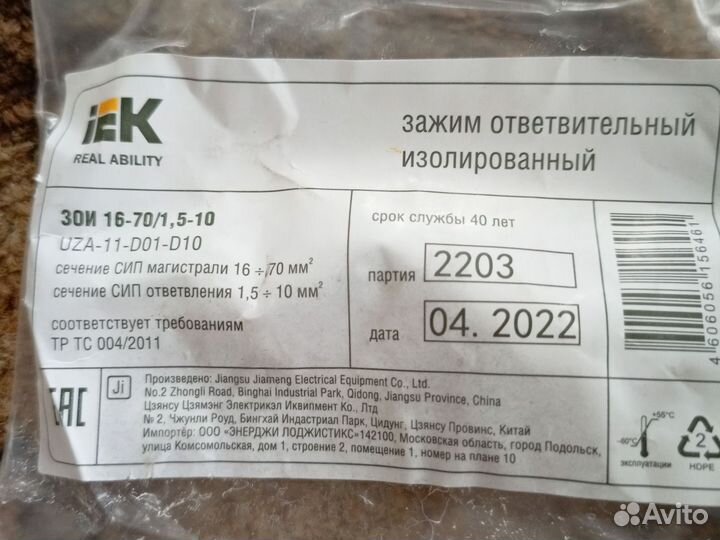 iEK
REAL ABILITY
зажим ответвительный
изолированный
ЗОИ 16-70/1,5-10
UZA-11-D01-D10
сечение СИП магистрали 16 ÷ 70 мм²
сечение СИП ответвления 1,5 ÷ 10 мм²
соответствует требованиям
ТР ТС 004/2011
срок службы 40 лет
партия 2203
дата 04. 2022
4606056156461
EAC
Ji
Произведено: Jiangsu Jiameng Electrical Equipment Co., Ltd.
No.2 Zhongli Road, Binghai Industrial Park, Qidong, Jiangsu Province, China
Цзянсу Цзямэнг Электрикэл Иквипмент Ко., Лтд
№ 2, Чжунли Роуд, Бингхай Индастриал Парк, Цидунг, Цзянсу Провинс, Китай
Импортёр: ООО «ЭНЕРДЖИ ЛОДЖИСТИКС»142100, Московская область, город Подольск,
улица Комсомольская, дом 1, строение 2, помещение 1, номер на плане 10
+55°C
-60°C
эксплуатации
2
HDPE
Avito